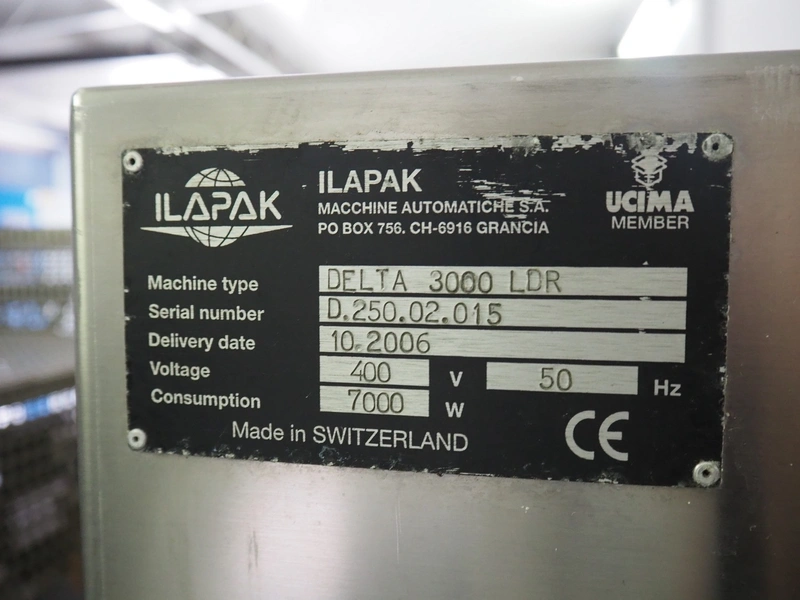 ILAPAK
ILAPAK
MACCHINE AUTOMATICHE S.A.
PO BOX 756. CH-6916 GRANCIA
UCIMA
MEMBER
Machine type DELTA 3000 LDR
Serial number D.250.02.015
Delivery date 10.2006
Voltage 400 V 50 Hz
Consumption 7000 W
Made in SWITZERLAND
CE